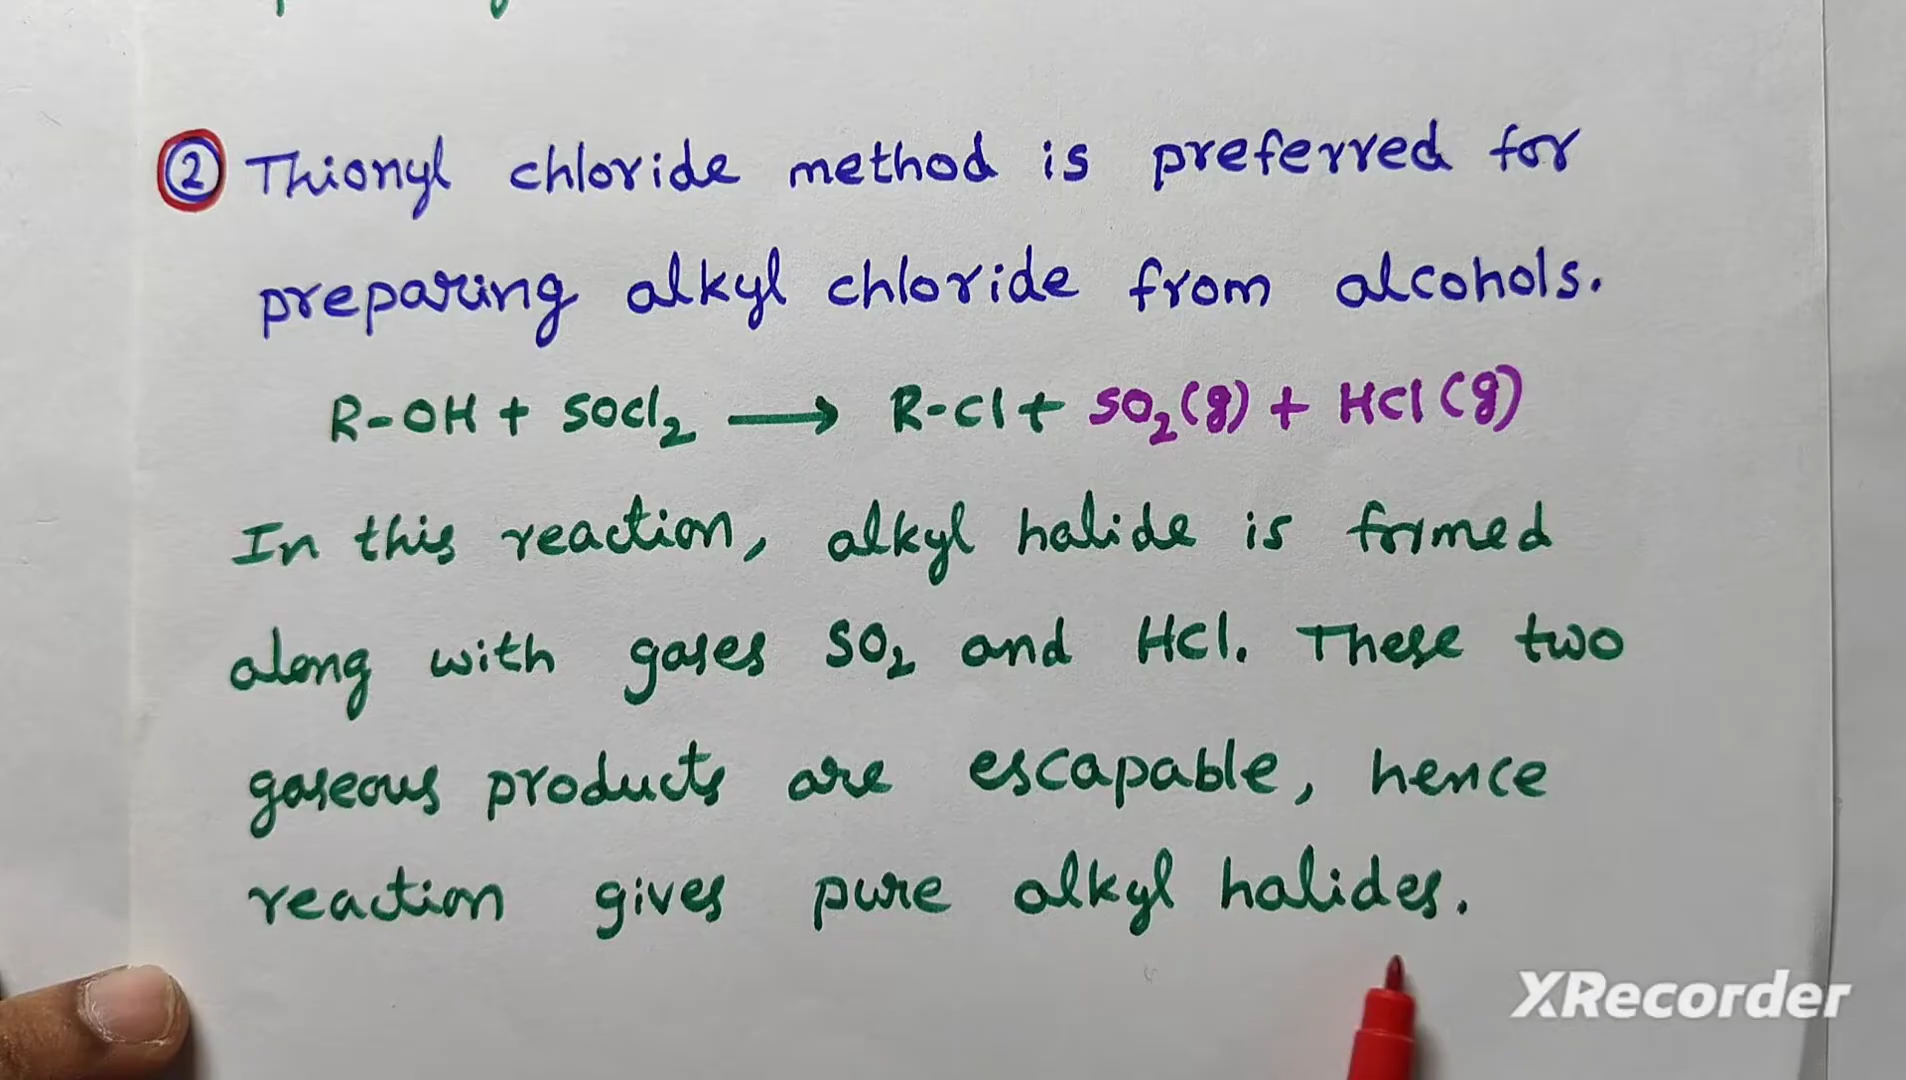 ② Thionyl chloride method is preferred for
preparing alkyl chloride from alcohols.
R-OH + SOCl₂ ⟶ R-Cl + SO₂(g) + HCl(g)
In this reaction, alkyl halide is formed
along with gases SO₂ and HCl. These two
gaseous products are escapable, hence
reaction gives pure alkyl halides.
XRecorder